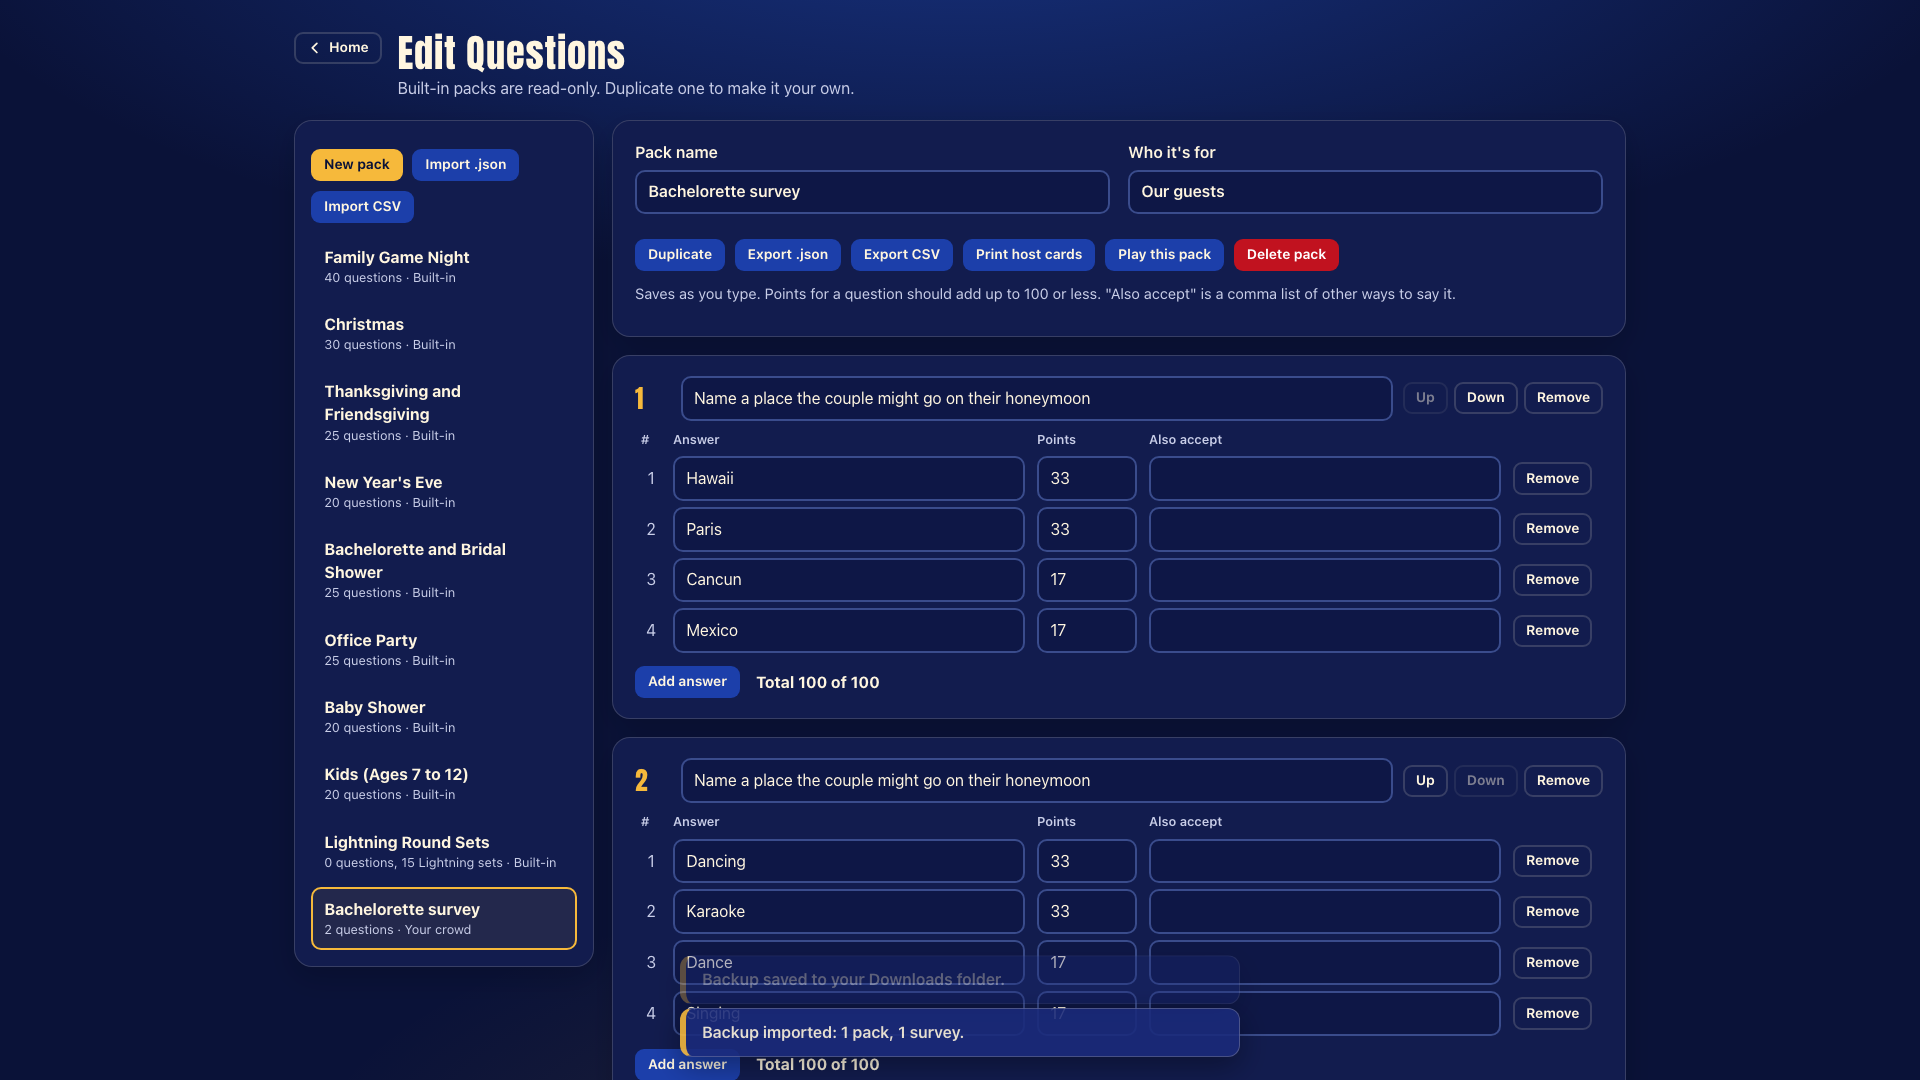 Home
Edit Questions
Built-in packs are read-only. Duplicate one to make it your own.
New pack
Import .json
Import CSV
Family Game Night
40 questions · Built-in
Christmas
30 questions · Built-in
Thanksgiving and
Friendsgiving
25 questions · Built-in
New Year's Eve
20 questions · Built-in
Bachelorette and Bridal
Shower
25 questions · Built-in
Office Party
25 questions · Built-in
Baby Shower
20 questions · Built-in
Kids (Ages 7 to 12)
20 questions · Built-in
Lightning Round Sets
0 questions, 15 Lightning sets · Built-in
Bachelorette survey
2 questions · Your crowd
Pack name
Who it's for
Bachelorette survey
Our guests
Duplicate
Export .json
Export CSV
Print host cards
Play this pack
Delete pack
Saves as you type. Points for a question should add up to 100 or less. "Also accept" is a comma list of other ways to say it.
1
Name a place the couple might go on their honeymoon
Up
Down
Remove
# Answer Points Also accept
1 Hawaii 33 Remove
2 Paris 33 Remove
3 Cancun 17 Remove
4 Mexico 17 Remove
Add answer
Total 100 of 100
2
Name a place the couple might go on their honeymoon
Up
Down
Remove
# Answer Points Also accept
1 Dancing 33 Remove
2 Karaoke 33 Remove
3 Dance 17 Remove
Backup saved to your Downloads folder.
4 Singing 17 Remove
Backup imported: 1 pack, 1 survey.
Add answer
Total 100 of 100